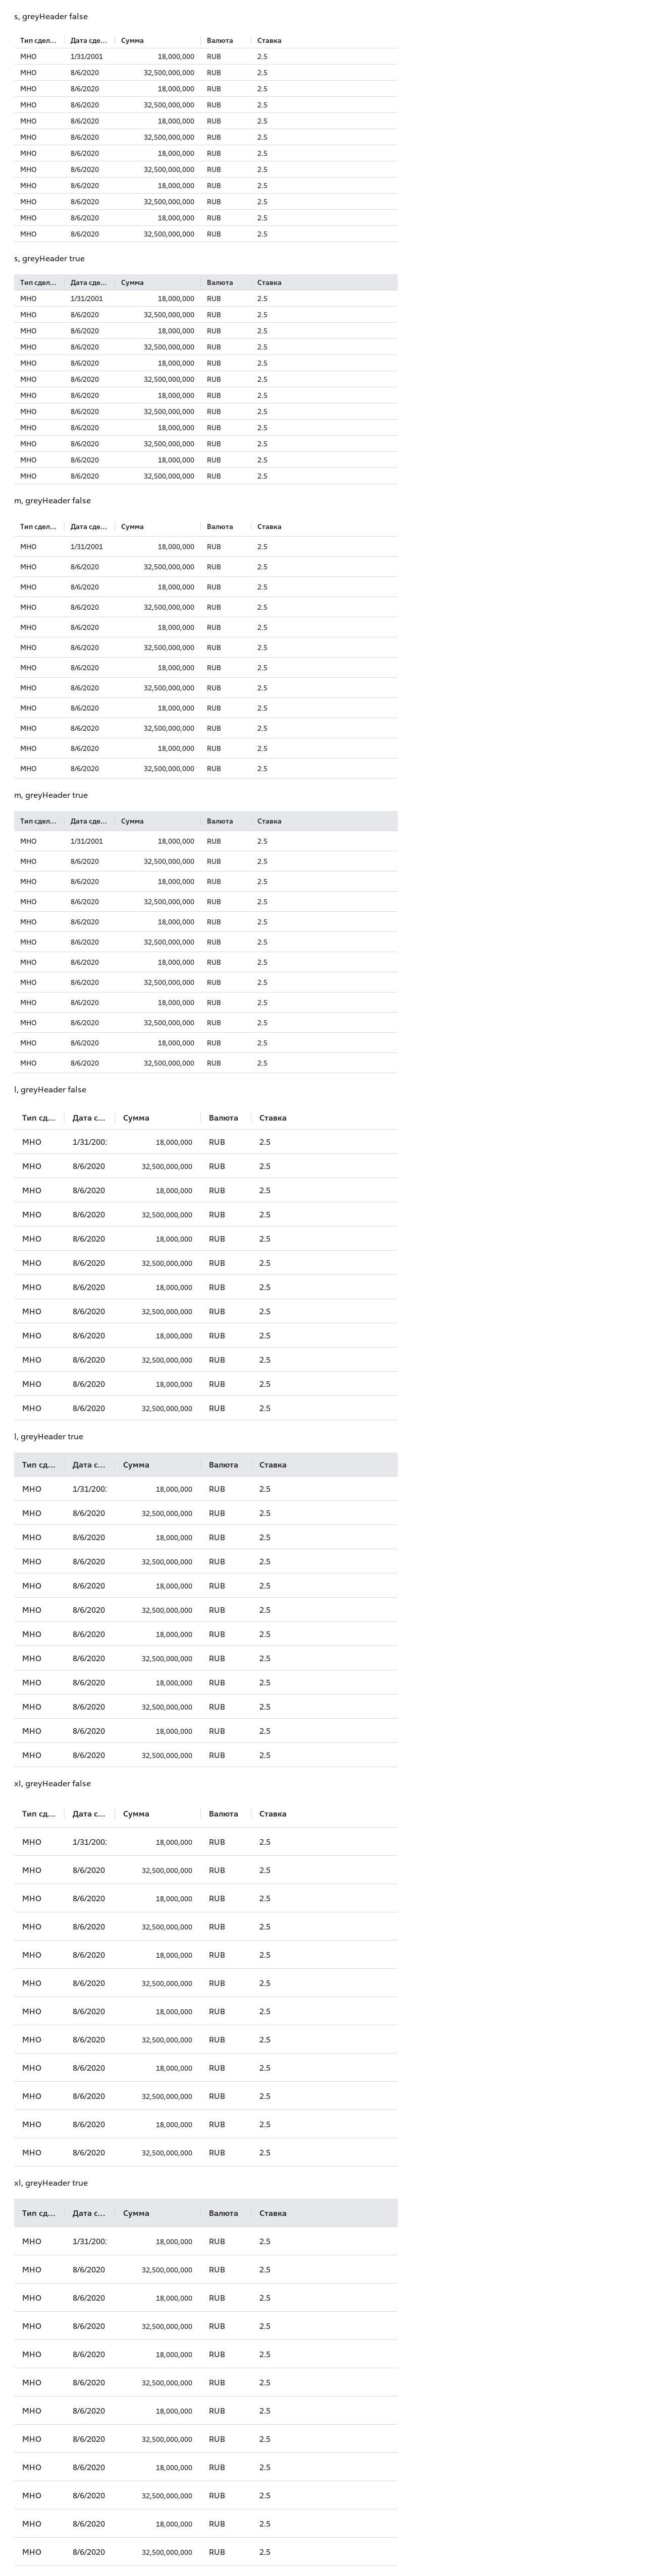 s, greyHeader false
Тип сдел... Дата сде... Сумма Валюта Ставка
МНО 1/31/2001 18,000,000 RUB 2.5
МНО 8/6/2020 32,500,000,000 RUB 2.5
МНО 8/6/2020 18,000,000 RUB 2.5
МНО 8/6/2020 32,500,000,000 RUB 2.5
МНО 8/6/2020 18,000,000 RUB 2.5
МНО 8/6/2020 32,500,000,000 RUB 2.5
МНО 8/6/2020 18,000,000 RUB 2.5
МНО 8/6/2020 32,500,000,000 RUB 2.5
МНО 8/6/2020 18,000,000 RUB 2.5
МНО 8/6/2020 32,500,000,000 RUB 2.5
МНО 8/6/2020 18,000,000 RUB 2.5
МНО 8/6/2020 32,500,000,000 RUB 2.5
s, greyHeader true
Тип сдел... Дата сде... Сумма Валюта Ставка
МНО 1/31/2001 18,000,000 RUB 2.5
МНО 8/6/2020 32,500,000,000 RUB 2.5
МНО 8/6/2020 18,000,000 RUB 2.5
МНО 8/6/2020 32,500,000,000 RUB 2.5
МНО 8/6/2020 18,000,000 RUB 2.5
МНО 8/6/2020 32,500,000,000 RUB 2.5
МНО 8/6/2020 18,000,000 RUB 2.5
МНО 8/6/2020 32,500,000,000 RUB 2.5
МНО 8/6/2020 18,000,000 RUB 2.5
МНО 8/6/2020 32,500,000,000 RUB 2.5
МНО 8/6/2020 18,000,000 RUB 2.5
МНО 8/6/2020 32,500,000,000 RUB 2.5
m, greyHeader false
Тип сдел... Дата сде... Сумма Валюта Ставка
МНО 1/31/2001 18,000,000 RUB 2.5
МНО 8/6/2020 32,500,000,000 RUB 2.5
МНО 8/6/2020 18,000,000 RUB 2.5
МНО 8/6/2020 32,500,000,000 RUB 2.5
МНО 8/6/2020 18,000,000 RUB 2.5
МНО 8/6/2020 32,500,000,000 RUB 2.5
МНО 8/6/2020 18,000,000 RUB 2.5
МНО 8/6/2020 32,500,000,000 RUB 2.5
МНО 8/6/2020 18,000,000 RUB 2.5
МНО 8/6/2020 32,500,000,000 RUB 2.5
МНО 8/6/2020 18,000,000 RUB 2.5
МНО 8/6/2020 32,500,000,000 RUB 2.5
m, greyHeader true
Тип сдел... Дата сде... Сумма Валюта Ставка
МНО 1/31/2001 18,000,000 RUB 2.5
МНО 8/6/2020 32,500,000,000 RUB 2.5
МНО 8/6/2020 18,000,000 RUB 2.5
МНО 8/6/2020 32,500,000,000 RUB 2.5
МНО 8/6/2020 18,000,000 RUB 2.5
МНО 8/6/2020 32,500,000,000 RUB 2.5
МНО 8/6/2020 18,000,000 RUB 2.5
МНО 8/6/2020 32,500,000,000 RUB 2.5
МНО 8/6/2020 18,000,000 RUB 2.5
МНО 8/6/2020 32,500,000,000 RUB 2.5
МНО 8/6/2020 18,000,000 RUB 2.5
МНО 8/6/2020 32,500,000,000 RUB 2.5
l, greyHeader false
Тип сд... Дата с... Сумма Валюта Ставка
МНО 1/31/200 18,000,000 RUB 2.5
МНО 8/6/2020 32,500,000,000 RUB 2.5
МНО 8/6/2020 18,000,000 RUB 2.5
МНО 8/6/2020 32,500,000,000 RUB 2.5
МНО 8/6/2020 18,000,000 RUB 2.5
МНО 8/6/2020 32,500,000,000 RUB 2.5
МНО 8/6/2020 18,000,000 RUB 2.5
МНО 8/6/2020 32,500,000,000 RUB 2.5
МНО 8/6/2020 18,000,000 RUB 2.5
МНО 8/6/2020 32,500,000,000 RUB 2.5
МНО 8/6/2020 18,000,000 RUB 2.5
МНО 8/6/2020 32,500,000,000 RUB 2.5
l, greyHeader true
Тип сд... Дата с... Сумма Валюта Ставка
МНО 1/31/200 18,000,000 RUB 2.5
МНО 8/6/2020 32,500,000,000 RUB 2.5
МНО 8/6/2020 18,000,000 RUB 2.5
МНО 8/6/2020 32,500,000,000 RUB 2.5
МНО 8/6/2020 18,000,000 RUB 2.5
МНО 8/6/2020 32,500,000,000 RUB 2.5
МНО 8/6/2020 18,000,000 RUB 2.5
МНО 8/6/2020 32,500,000,000 RUB 2.5
МНО 8/6/2020 18,000,000 RUB 2.5
МНО 8/6/2020 32,500,000,000 RUB 2.5
МНО 8/6/2020 18,000,000 RUB 2.5
МНО 8/6/2020 32,500,000,000 RUB 2.5
xl, greyHeader false
Тип сд... Дата с... Сумма Валюта Ставка
МНО 1/31/200 18,000,000 RUB 2.5
МНО 8/6/2020 32,500,000,000 RUB 2.5
МНО 8/6/2020 18,000,000 RUB 2.5
МНО 8/6/2020 32,500,000,000 RUB 2.5
МНО 8/6/2020 18,000,000 RUB 2.5
МНО 8/6/2020 32,500,000,000 RUB 2.5
МНО 8/6/2020 18,000,000 RUB 2.5
МНО 8/6/2020 32,500,000,000 RUB 2.5
МНО 8/6/2020 18,000,000 RUB 2.5
МНО 8/6/2020 32,500,000,000 RUB 2.5
МНО 8/6/2020 18,000,000 RUB 2.5
МНО 8/6/2020 32,500,000,000 RUB 2.5
xl, greyHeader true
Тип сд... Дата с... Сумма Валюта Ставка
МНО 1/31/200 18,000,000 RUB 2.5
МНО 8/6/2020 32,500,000,000 RUB 2.5
МНО 8/6/2020 18,000,000 RUB 2.5
МНО 8/6/2020 32,500,000,000 RUB 2.5
МНО 8/6/2020 18,000,000 RUB 2.5
МНО 8/6/2020 32,500,000,000 RUB 2.5
МНО 8/6/2020 18,000,000 RUB 2.5
МНО 8/6/2020 32,500,000,000 RUB 2.5
МНО 8/6/2020 18,000,000 RUB 2.5
МНО 8/6/2020 32,500,000,000 RUB 2.5
МНО 8/6/2020 18,000,000 RUB 2.5
МНО 8/6/2020 32,500,000,000 RUB 2.5